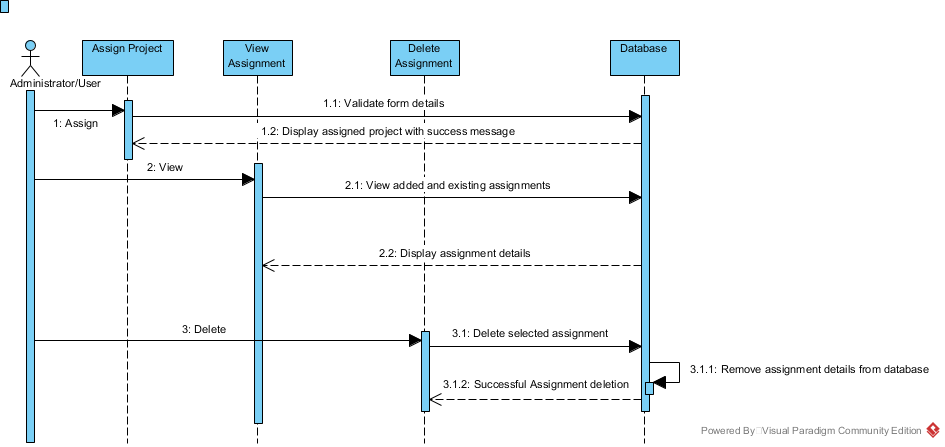 Assign Project
View
Assignment
Delete
Assignment
Database
Administrator/User
1.1: Validate form details
1: Assign
1.2: Display assigned project with success message
2: View
2.1: View added and existing assignments
2.2: Display assignment details
3: Delete
3.1: Delete selected assignment
3.1.1: Remove assignment details from database
3.1.2: Successful Assignment deletion
Powered By Visual Paradigm Community Edition